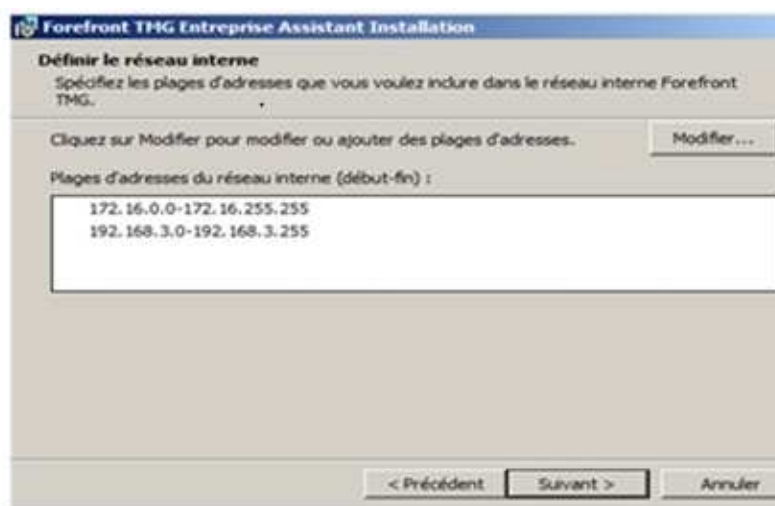 Forefront TMG Entreprise Assistant Installation
Définir le réseau interne
Spécifiez les plages d'adresses que vous voulez inclure dans le réseau interne Forefront
TMG.
Cliquez sur Modifier pour modifier ou ajouter des plages d'adresses.
Modifier...
Plages d'adresses du réseau interne (début-fin) :
172.16.0.0-172.16.255.255
192.168.3.0-192.168.3.255
< Précédent
Suivant >
Annuler